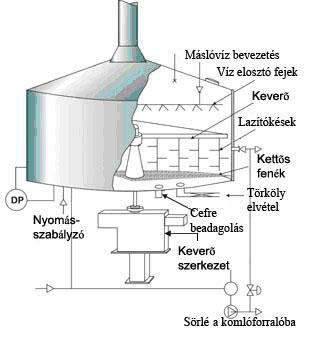 Máslóvíz bevezetés
Víz elosztó fejek
Keverő
Lazítókések
Kettős
fenék
Törköly
elvétel
DP
Nyomás-
szabályzó
Cefre
beadagolás
Keverő
szerkezet
Sörlé a komlóforralóba